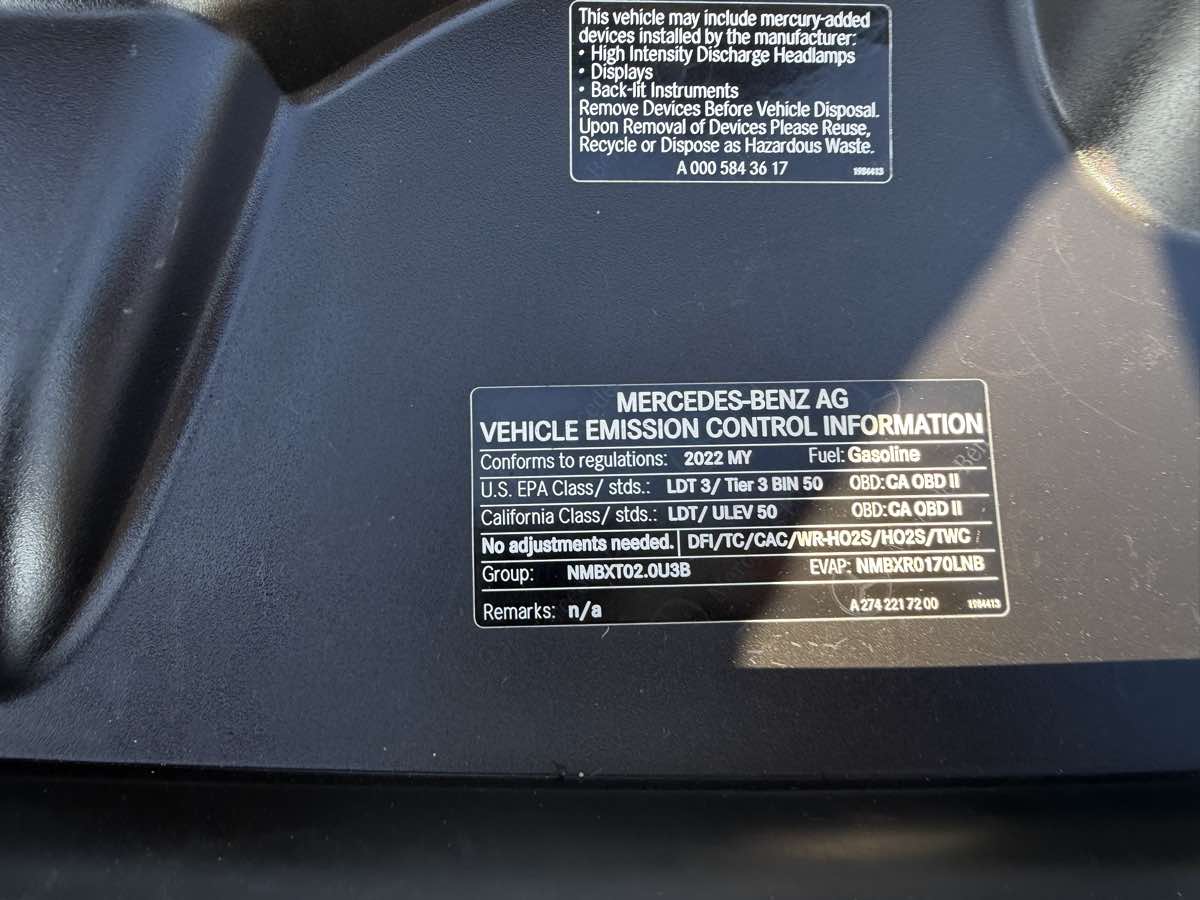 This vehicle may include mercury-added
devices installed by the manufacturer:
• High Intensity Discharge Headlamps
• Displays
• Back-lit Instruments
Remove Devices Before Vehicle Disposal.
Upon Removal of Devices Please Reuse,
Recycle or Dispose as Hazardous Waste.
A 000 584 36 17 1984413
MERCEDES-BENZ AG
VEHICLE EMISSION CONTROL INFORMATION
Conforms to regulations: 2022 MY Fuel: Gasoline
U.S. EPA Class/ stds.: LDT 3/ Tier 3 BIN 50 OBD: CA OBD II
California Class/ stds.: LDT/ ULEV 50 OBD: CA OBD II
No adjustments needed. DFI/TC/CAC/WR-HO2S/HO2S/TWC
Group: NMBXT02.0U3B EVAP: NMBXR0170LNB
Remarks: n/a A 274 221 72 00 1984413